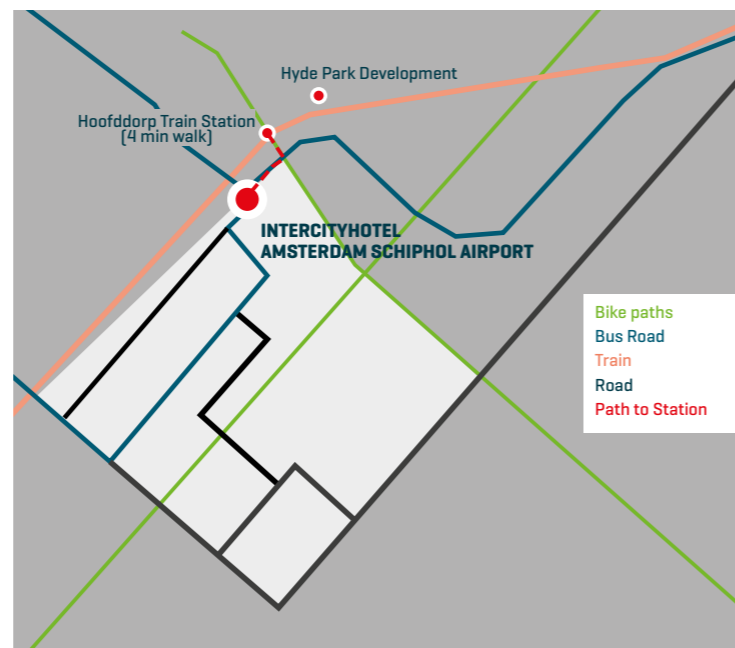 Hyde Park Development
Hoofddorp Train Station
(4 min walk)
INTERCITYHOTEL
AMSTERDAM SCHIPHOL AIRPORT
Bike paths
Bus Road
Train
Road
Path to Station